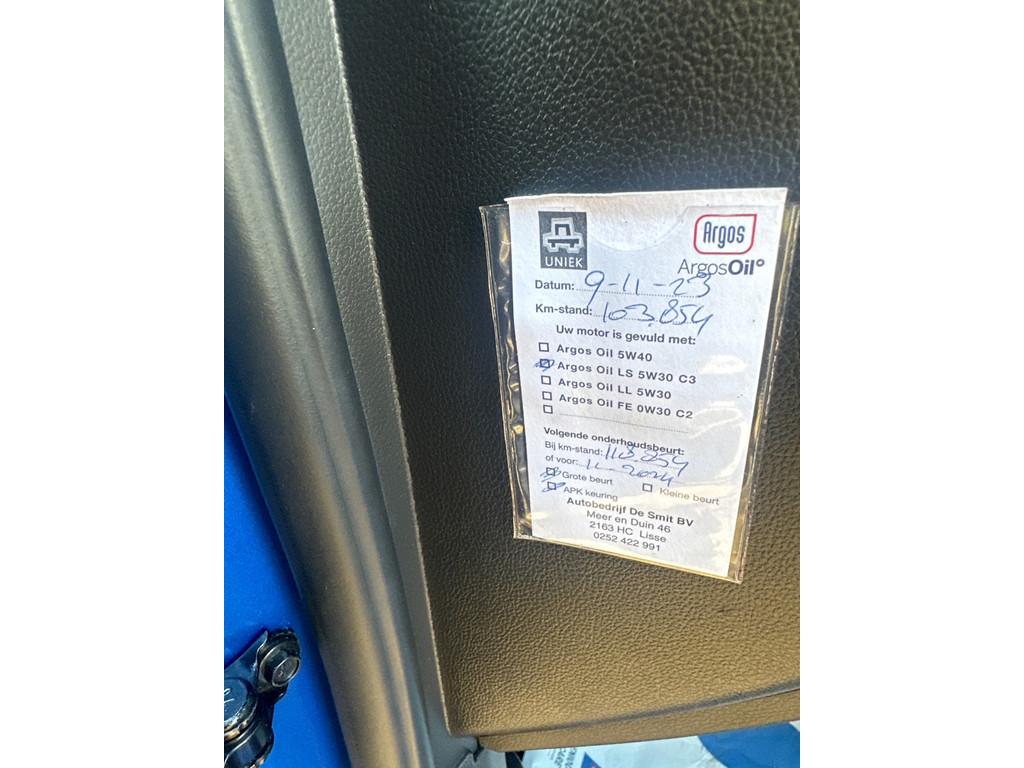 UNIEK
Argos
ArgosOil°
Datum: 9-11-23
Km-stand: 103.854
Uw motor is gevuld met:
Argos Oil 5W40
Argos Oil LS 5W30 C3
Argos Oil LL 5W30
Argos Oil FE 0W30 C2
Volgende onderhoudsbeurt:
Bij km-stand: 118.854
of voor: 11-2024
Grote beurt Kleine beurt
APK keuring
Autobedrijf De Smit BV
Meer en Duin 46
2163 HC Lisse
0252 422 991